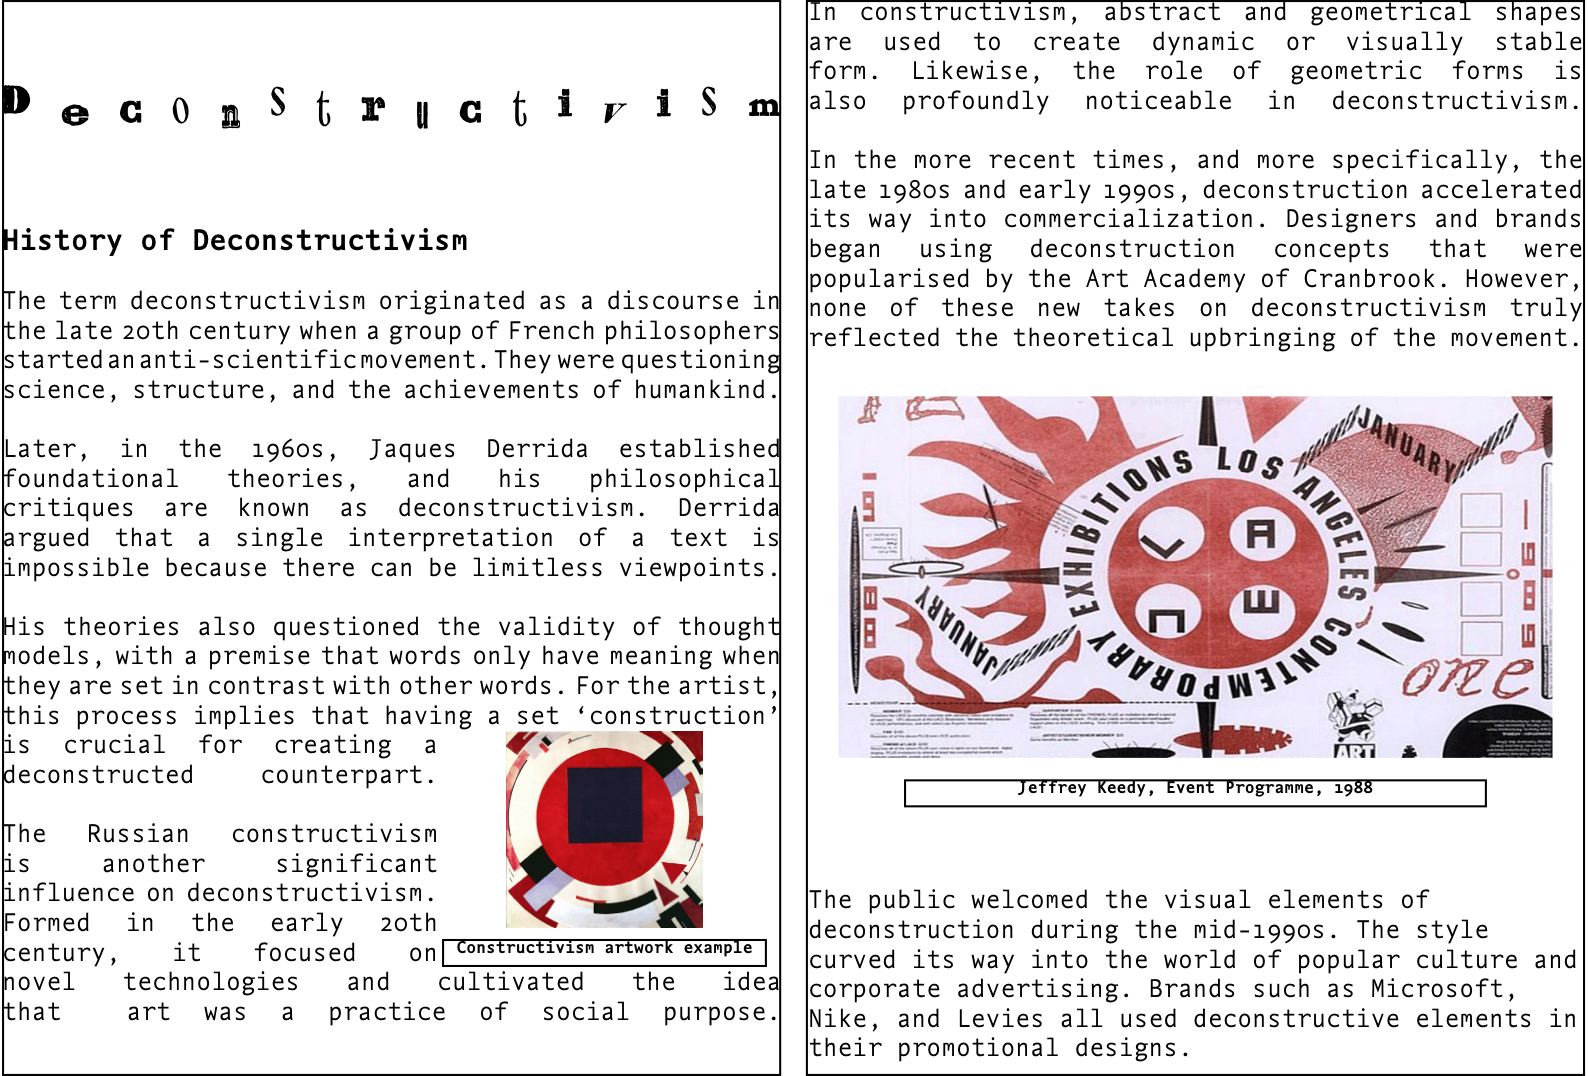 Deconstructivism
History of Deconstructivism
The term deconstructivism originated as a discourse in
the late 20th century when a group of French philosophers
started an anti-scientific movement. They were questioning
science, structure, and the achievements of humankind.
Later, in the 1960s, Jaques Derrida established
foundational theories, and his philosophical
critiques are known as deconstructivism. Derrida
argued that a single interpretation of a text is
impossible because there can be limitless viewpoints.
His theories also questioned the validity of thought
models, with a premise that words only have meaning when
they are set in contrast with other words. For the artist,
this process implies that having a set ‘construction’
is crucial for creating a
deconstructed counterpart.
The Russian constructivism
is another significant
influence on deconstructivism.
Formed in the early 20th
century, it focused on
novel technologies and cultivated the idea
that art was a practice of social purpose.
Constructivism artwork example
In constructivism, abstract and geometrical shapes
are used to create dynamic or visually stable
form. Likewise, the role of geometric forms is
also profoundly noticeable in deconstructivism.
In the more recent times, and more specifically, the
late 1980s and early 1990s, deconstruction accelerated
its way into commercialization. Designers and brands
began using deconstruction concepts that were
popularised by the Art Academy of Cranbrook. However,
none of these new takes on deconstructivism truly
reflected the theoretical upbringing of the movement.
LOS ANGELES CONTEMPORARY EXHIBITIONS
JANUARY
L A
C E
JANUARY
one
ART
Jeffrey Keedy, Event Programme, 1988
The public welcomed the visual elements of
deconstruction during the mid-1990s. The style
curved its way into the world of popular culture and
corporate advertising. Brands such as Microsoft,
Nike, and Levies all used deconstructive elements in
their promotional designs.